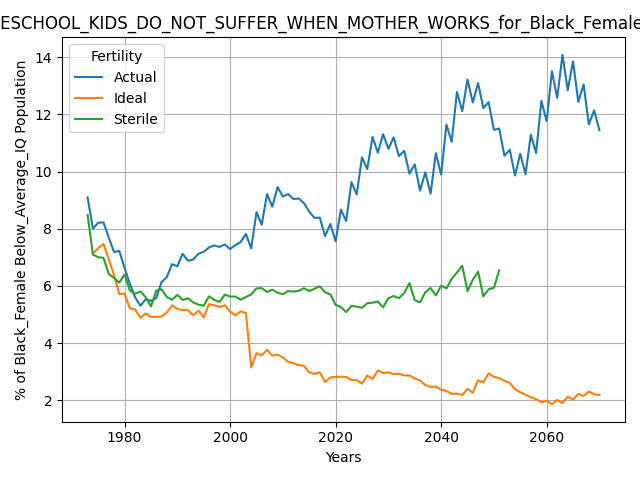 ESCHOOL_KIDS_DO_NOT_SUFFER_WHEN_MOTHER_WORKS_for_Black_Female
Fertility
Actual
Ideal
Sterile
% of Black_Female Below_Average_IQ Population
14
12
10
8
6
4
2
1980
2000
2020
2040
2060
Years